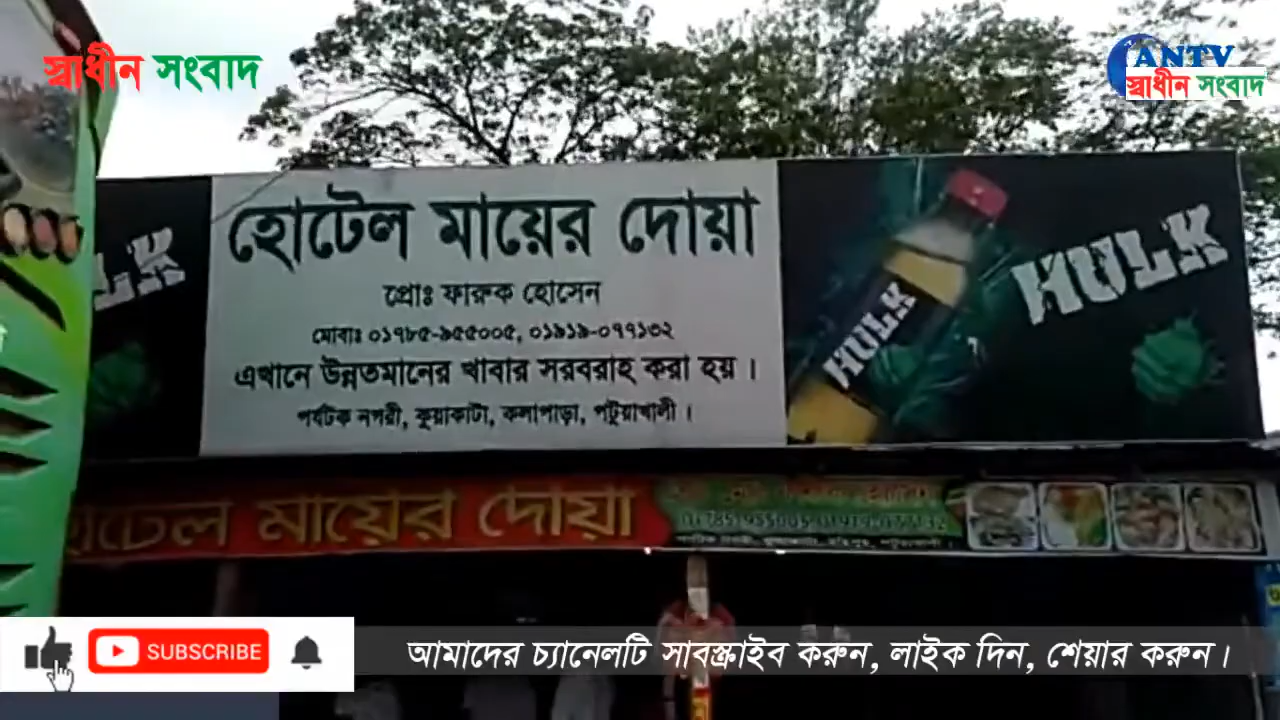 স্বাধীন সংবাদ
ANTV
স্বাধীন সংবাদ
হোটেল মায়ের দোয়া
প্রোঃ ফারুক হোসেন
মোবাঃ ০১৭৮৫-৯৫৫০০৫, ০১৯১৯-০৭৭১৩২
এখানে উন্নতমানের খাবার সরবরাহ করা হয় ।
পর্যটক নগরী, কুয়াকাটা, কলাপাড়া, পটুয়াখালী ।
LK
HULK
HULK
হোটেল মায়ের দোয়া
SUBSCRIBE
আমাদের চ্যানেলটি সাবস্ক্রাইব করুন, লাইক দিন, শেয়ার করুন।